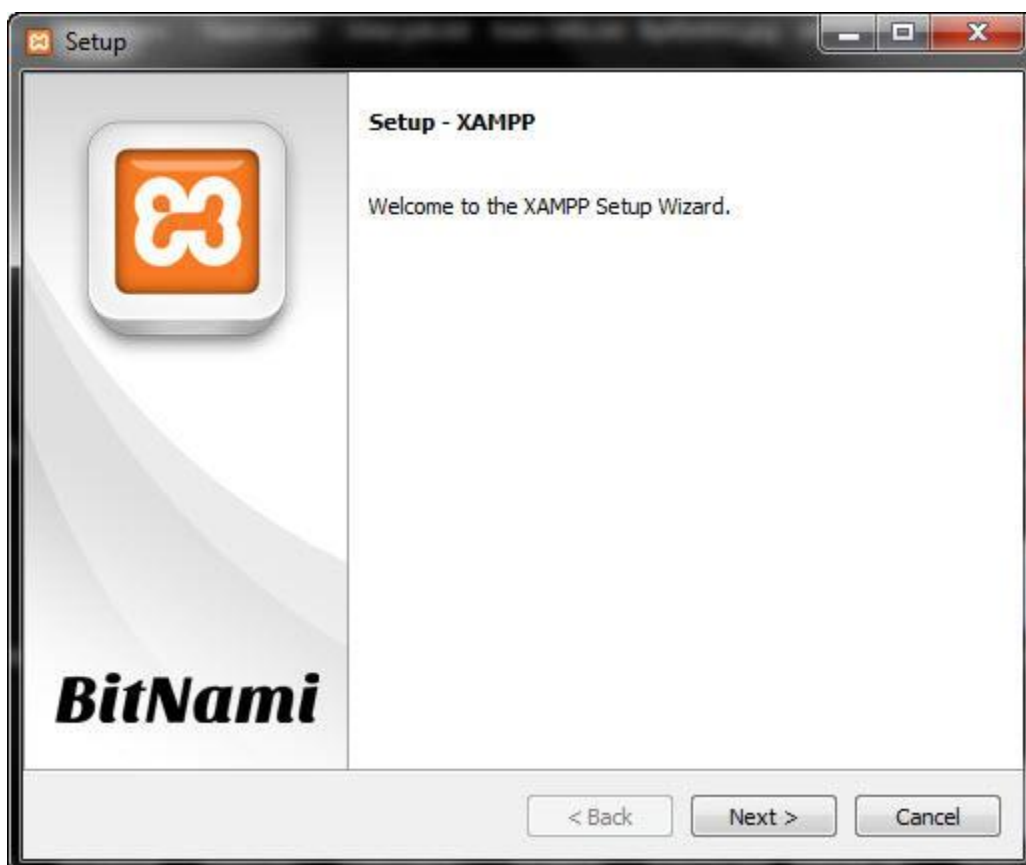 Setup
Setup - XAMPP
Welcome to the XAMPP Setup Wizard.
BitNami
< Back
Next >
Cancel